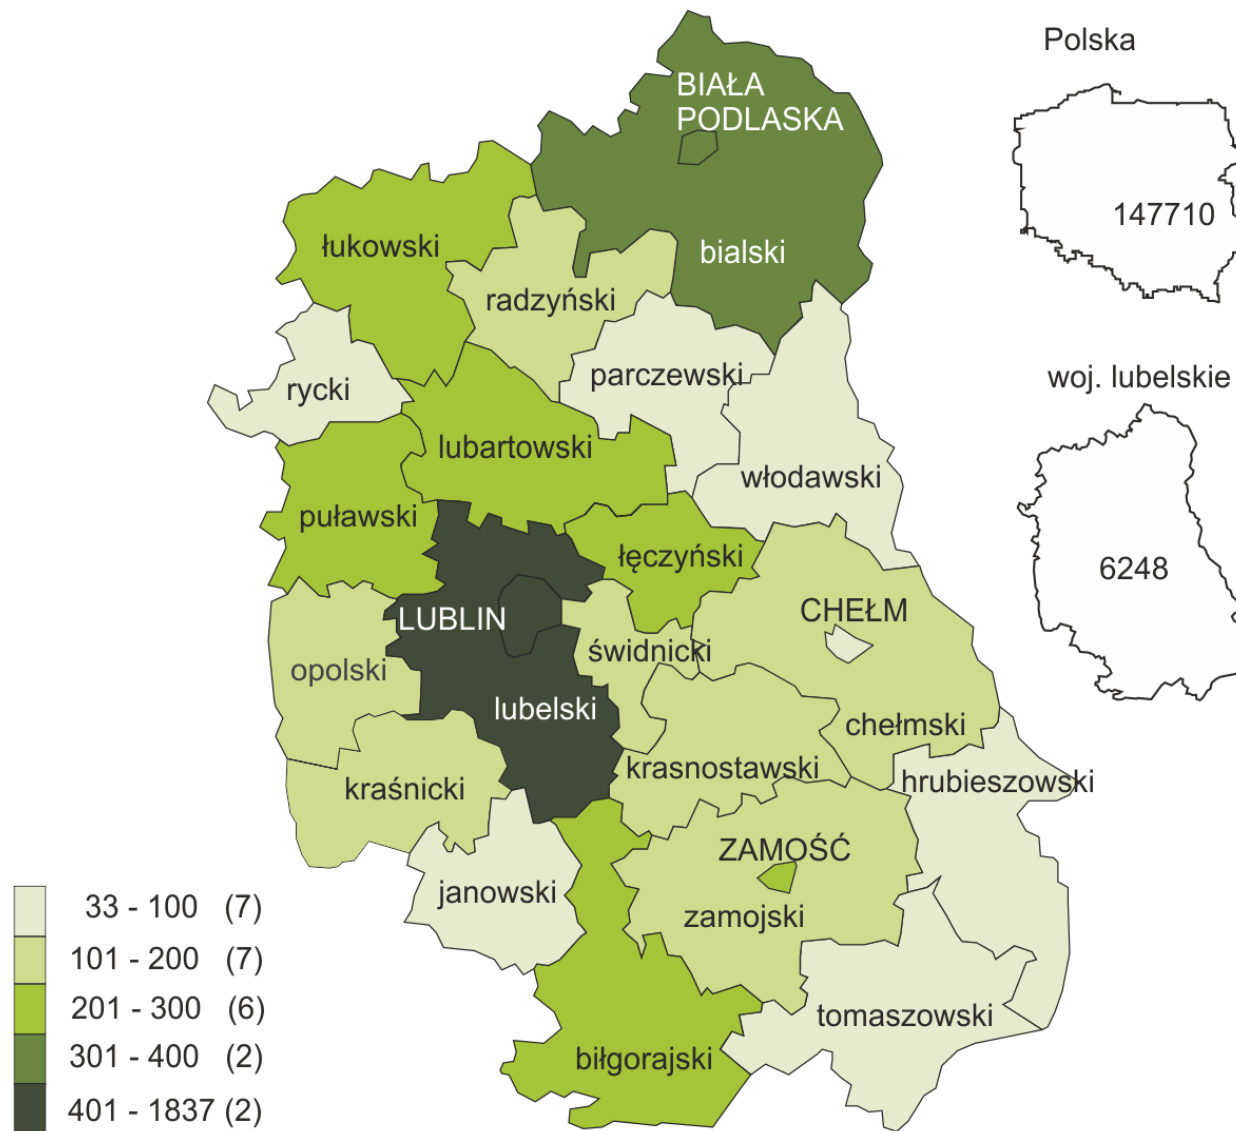 Polska
BIAŁA
PODLASKA
147710
łukowski
bialski
radzyński
parczewski
woj. lubelskie
rycki
lubartowski
włodawski
puławski
łęczyński
6248
LUBLIN
CHEŁM
świdnicki
opolski
lubelski
chełmski
krasnostawski
hrubieszowski
kraśnicki
ZAMOŚĆ
janowski
zamojski
tomaszowski
biłgorajski
33 - 100 (7)
101 - 200 (7)
201 - 300 (6)
301 - 400 (2)
401 - 1837 (2)